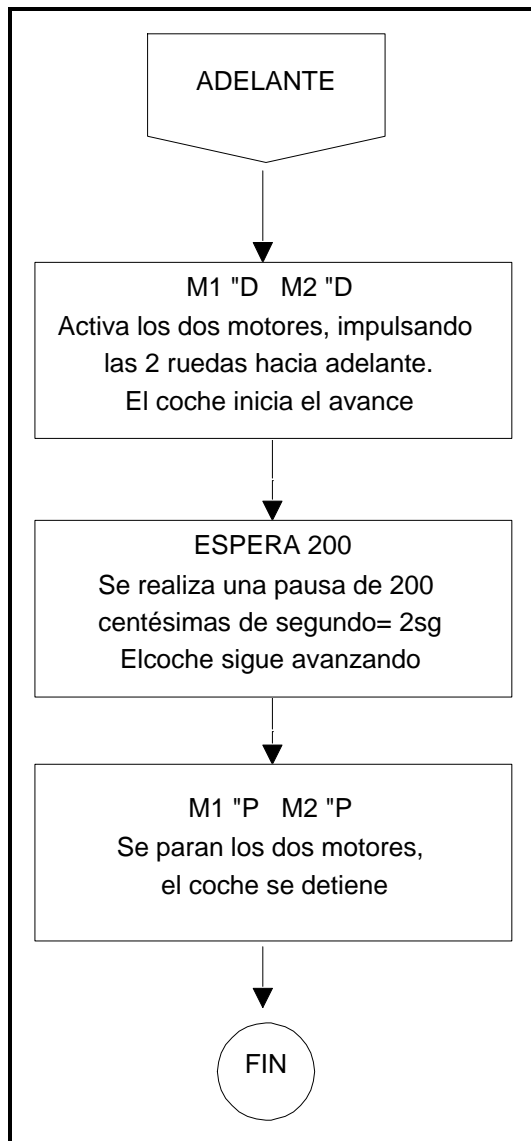 ADELANTE
M1 "D M2 "D
Activa los dos motores, impulsando
las 2 ruedas hacia adelante.
El coche inicia el avance
ESPERA 200
Se realiza una pausa de 200
centésimas de segundo= 2sg
Elcoche sigue avanzando
M1 "P M2 "P
Se paran los dos motores,
el coche se detiene
FIN